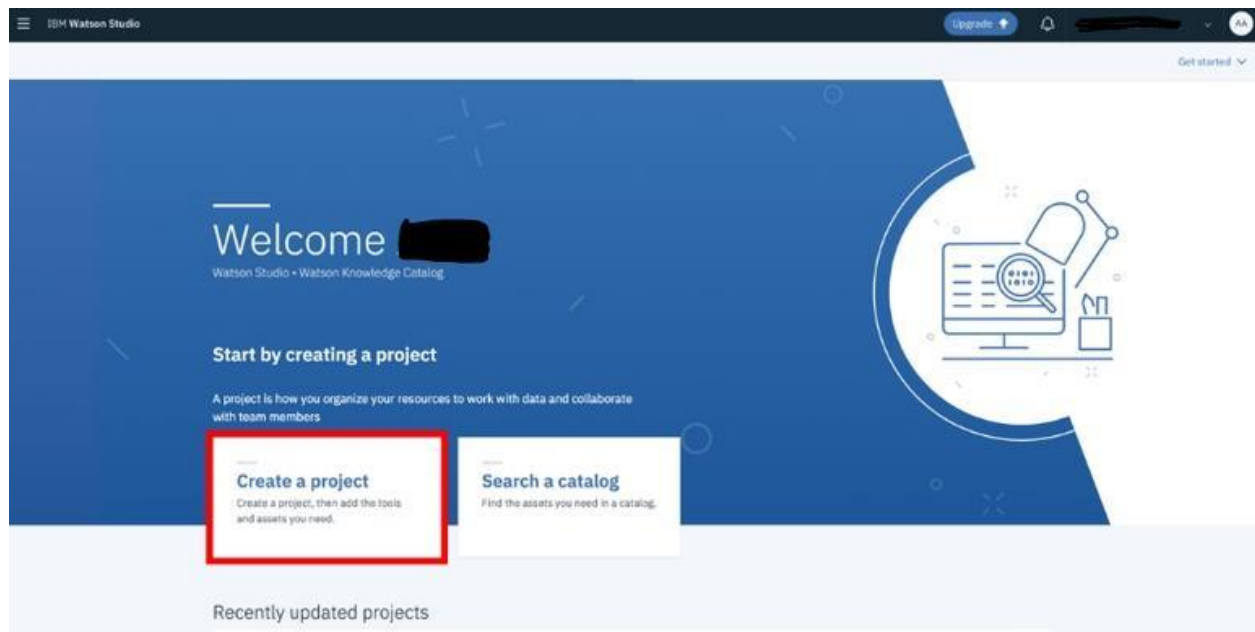 IBM Watson Studio
Upgrade
AA
Get started
Welcome
Watson Studio • Watson Knowledge Catalog
Start by creating a project
A project is how you organize your resources to work with data and collaborate
with team members
Create a project
Create a project, then add the tools
and assets you need.
Search a catalog
Find the assets you need in a catalog.
0101
1010
Recently updated projects